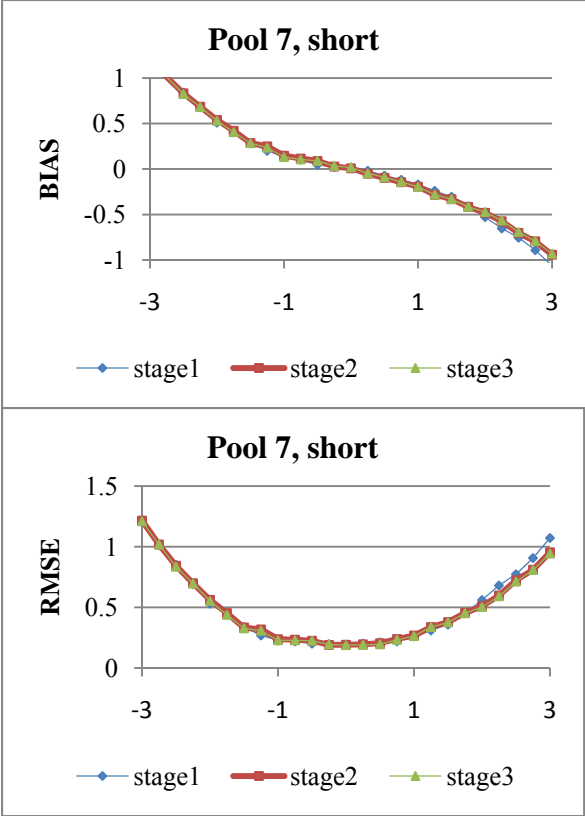 Pool 7, short
1
0.5
0
-0.5
-1
BIAS
-3 -1 1 3
stage1 stage2 stage3
Pool 7, short
1.5
1
0.5
0
RMSE
-3 -1 1 3
stage1 stage2 stage3